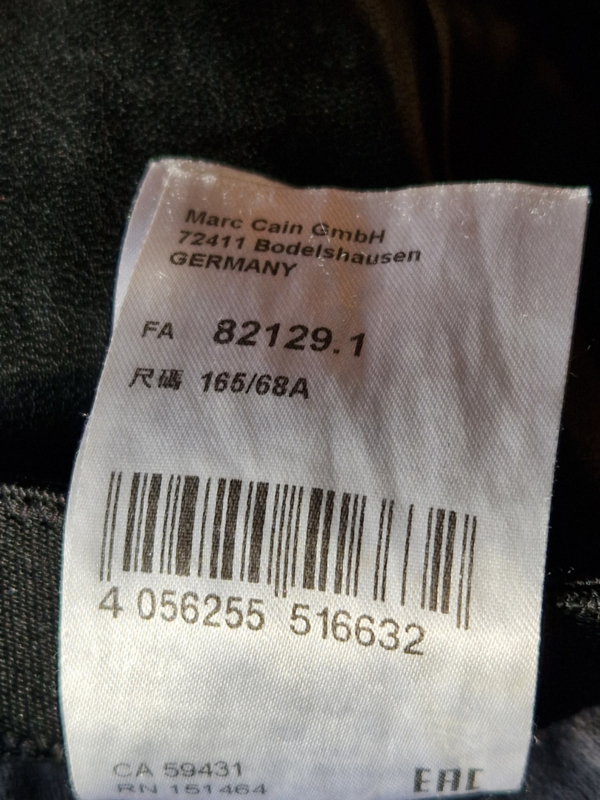 Marc Cain GmbH
72411 Bodelshausen
GERMANY
FA 82129.1
尺碼 165/68A
4 056255 516632
CA 59431
RN 151464
EAC